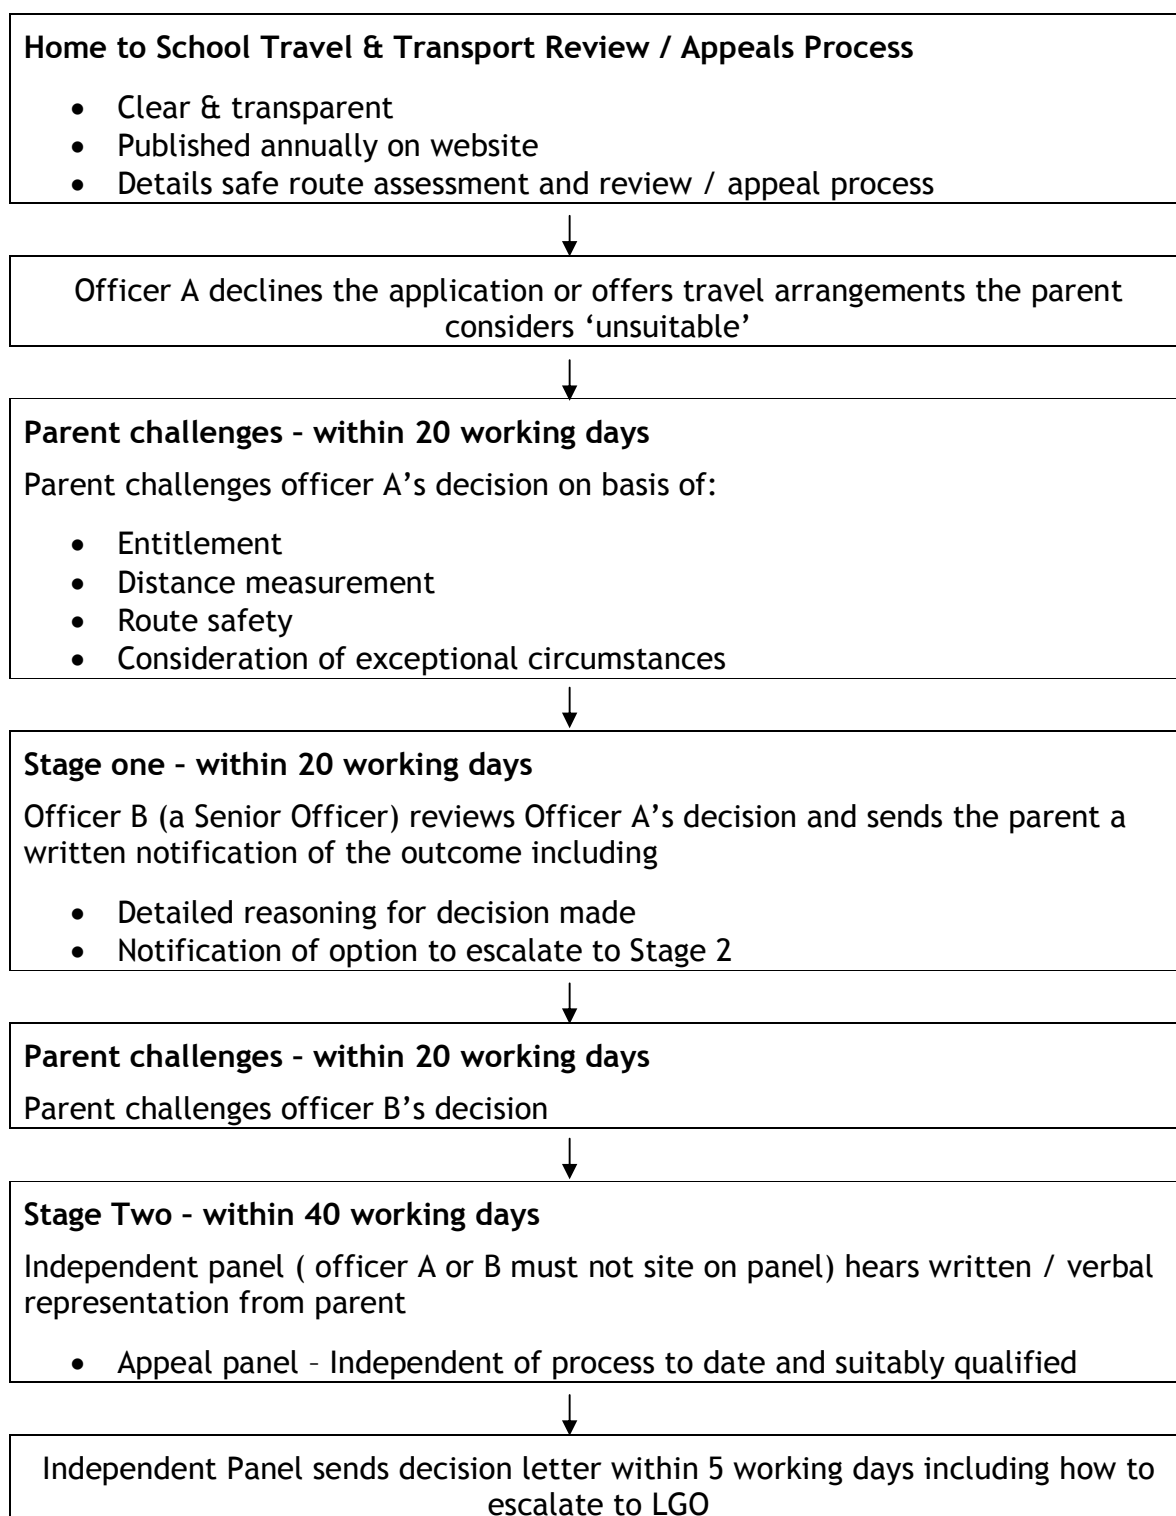 Home to School Travel & Transport Review / Appeals Process
• Clear & transparent
• Published annually on website
• Details safe route assessment and review / appeal process
Officer A declines the application or offers travel arrangements the parent
considers ‘unsuitable’
Parent challenges – within 20 working days
Parent challenges officer A’s decision on basis of:
• Entitlement
• Distance measurement
• Route safety
• Consideration of exceptional circumstances
Stage one – within 20 working days
Officer B (a Senior Officer) reviews Officer A’s decision and sends the parent a
written notification of the outcome including
• Detailed reasoning for decision made
• Notification of option to escalate to Stage 2
Parent challenges – within 20 working days
Parent challenges officer B’s decision
Stage Two – within 40 working days
Independent panel ( officer A or B must not site on panel) hears written / verbal
representation from parent
• Appeal panel – Independent of process to date and suitably qualified
Independent Panel sends decision letter within 5 working days including how to
escalate to LGO